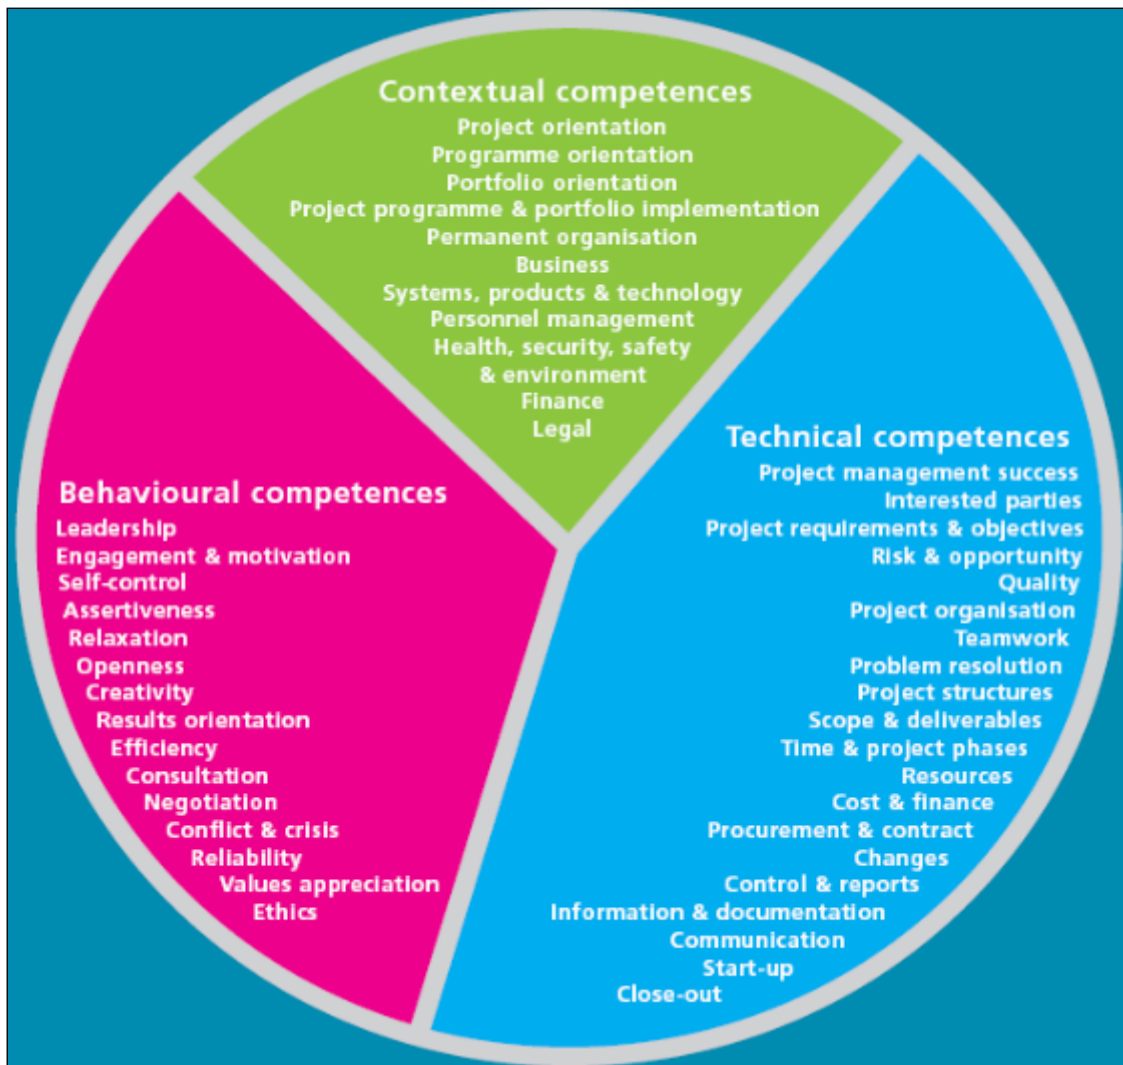 Contextual competences
Project orientation
Programme orientation
Portfolio orientation
Project programme & portfolio implementation
Permanent organisation
Business
Systems, products & technology
Personnel management
Health, security, safety
& environment
Finance
Legal
Behavioural competences
Leadership
Engagement & motivation
Self-control
Assertiveness
Relaxation
Openness
Creativity
Results orientation
Efficiency
Consultation
Negotiation
Conflict & crisis
Reliability
Values appreciation
Ethics
Technical competences
Project management success
Interested parties
Project requirements & objectives
Risk & opportunity
Quality
Project organisation
Teamwork
Problem resolution
Project structures
Scope & deliverables
Time & project phases
Resources
Cost & finance
Procurement & contract
Changes
Control & reports
Information & documentation
Communication
Start-up
Close-out